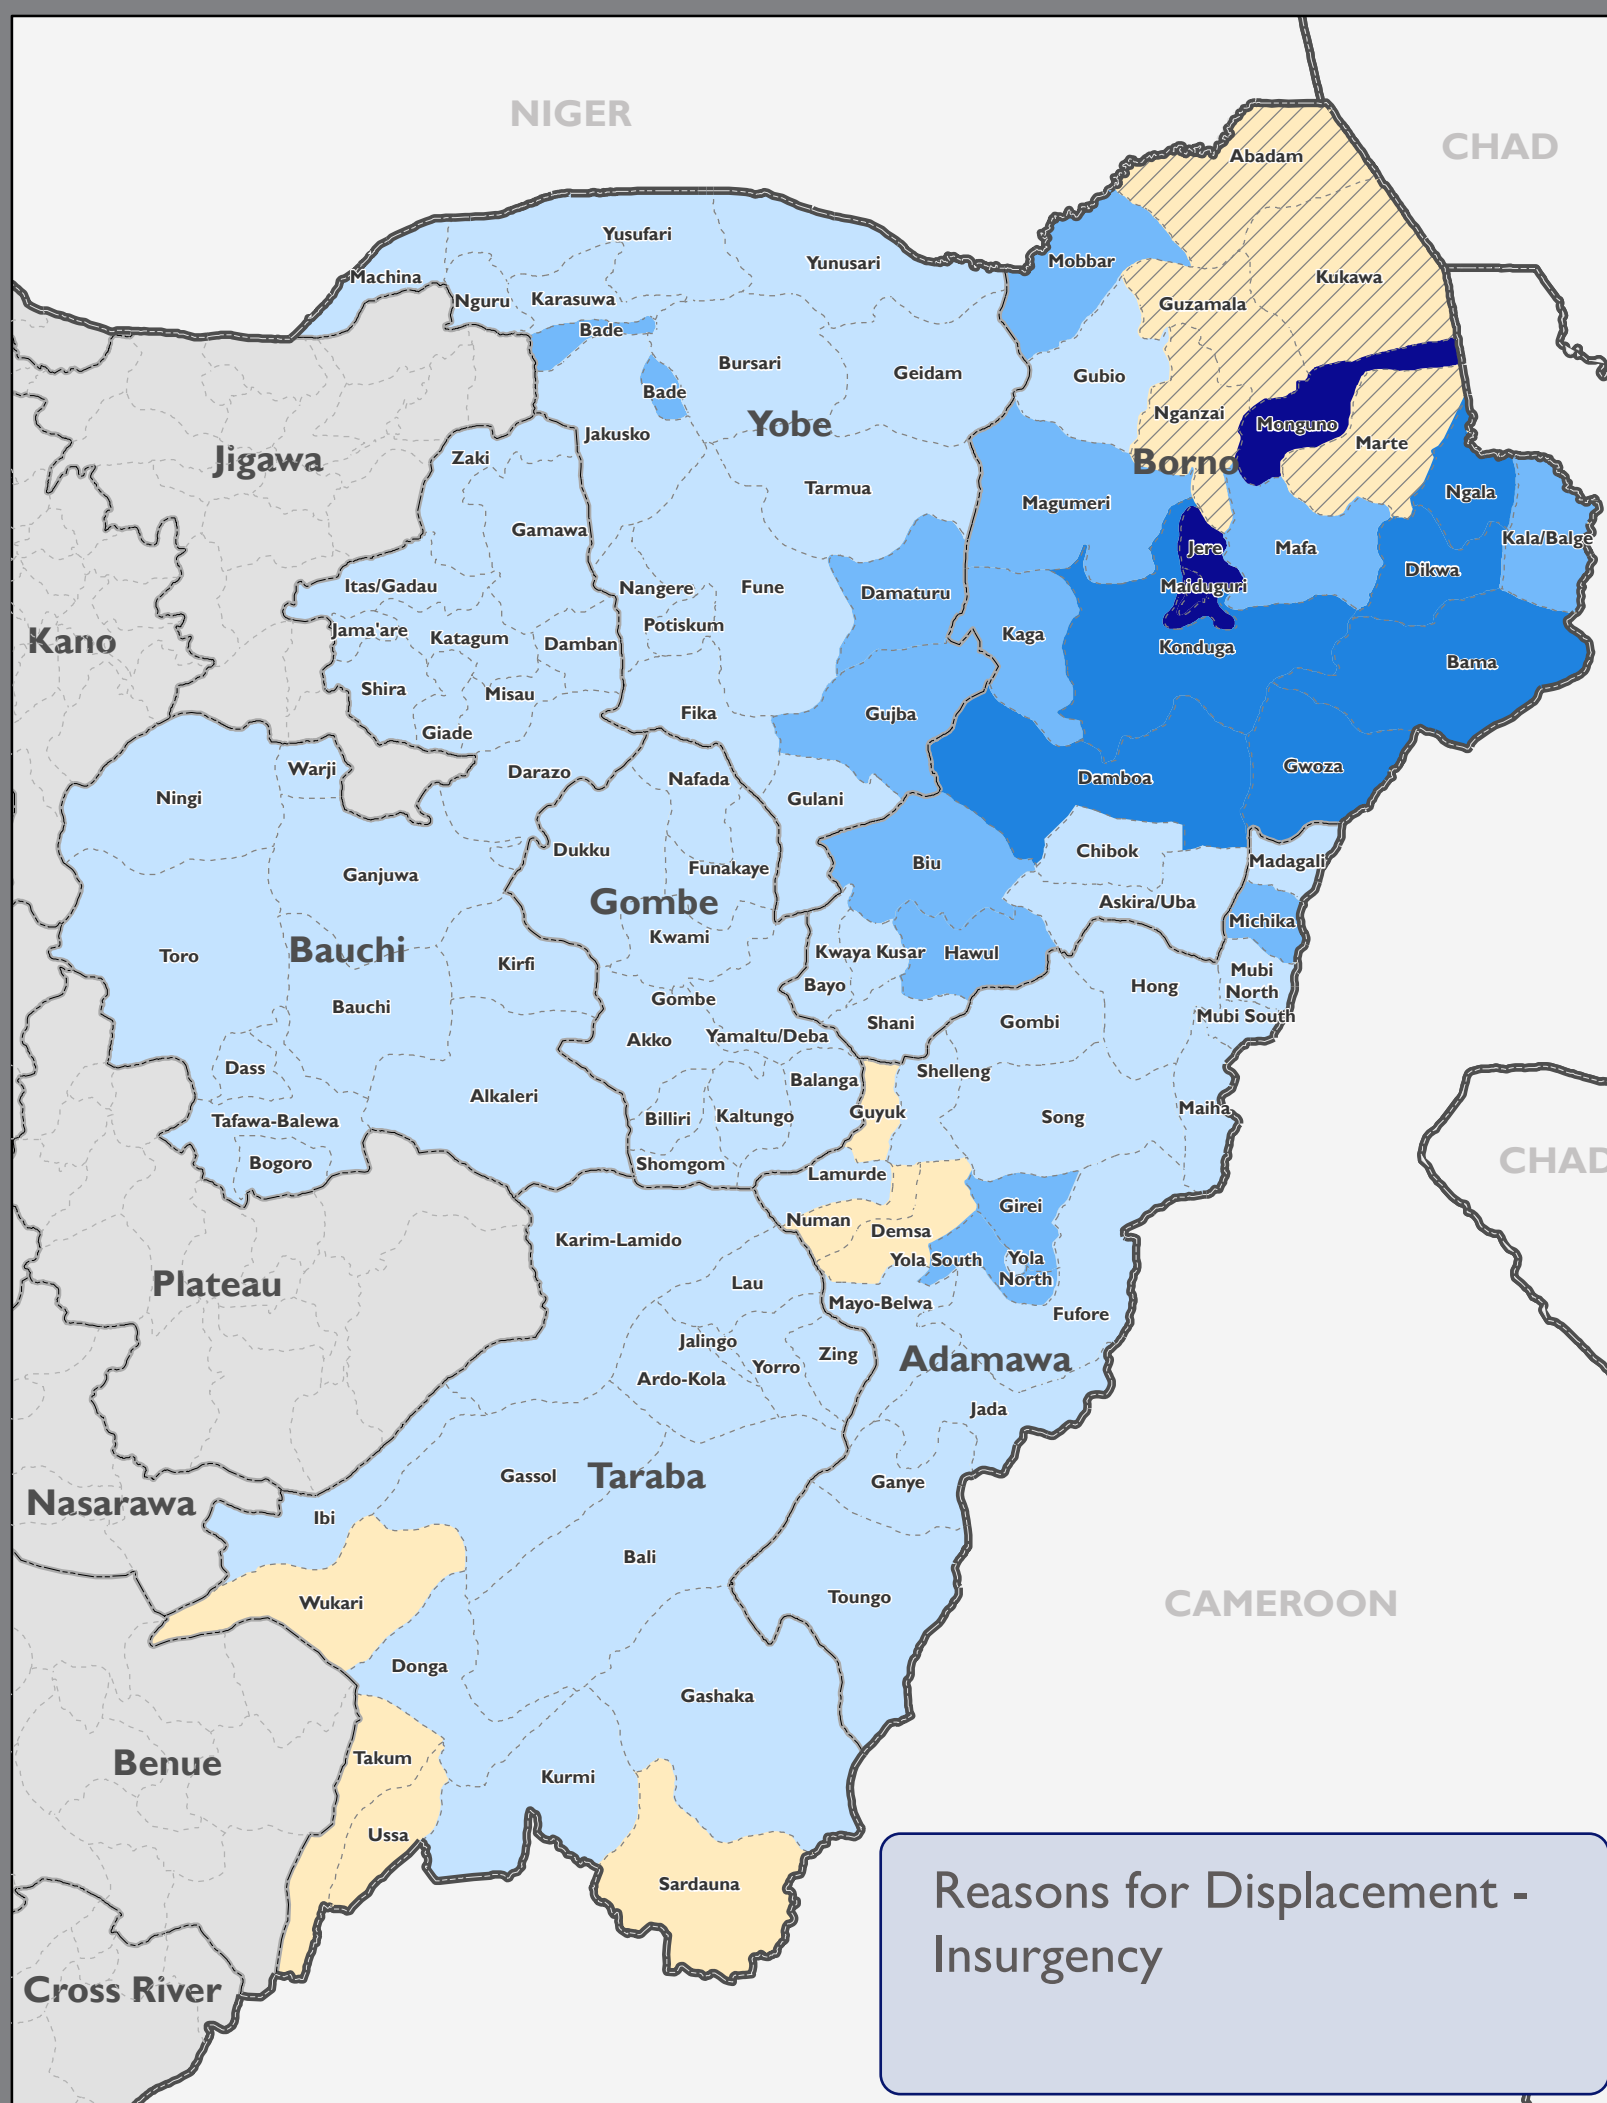 NIGER
CHAD
Abadam
Yusufari
Yunusari
Mobbar
Machina
Kukawa
Nguru
Karasuwa
Guzamala
Bade
Bursari
Geidam
Gubio
Bade
Nganzai
Monguno
Yobe
Jakusko
Marte
Jigawa
Zaki
Borno
Tarmua
Ngala
Magumeri
Gamawa
Kala/Balge
Jere
Mafa
Dikwa
Itas/Gadau
Nangere
Fune
Damaturu
Maiduguri
Jama'are
Katagum
Potiskum
Kaga
Kano
Damban
Konduga
Bama
Shira
Misau
Fika
Gujba
Giade
Warji
Darazo
Nafada
Damboa
Gwoza
Ningi
Gulani
Dukku
Chibok
Madagali
Biu
Ganjuwa
Funakaye
Gombe
Askira/Uba
Michika
Kwami
Toro
Bauchi
Kirfi
Kwaya Kusar
Hawul
Mubi
North
Bayo
Hong
Bauchi
Gombe
Shani
Gombi
Mubi South
Akko
Yamaltu/Deba
Dass
Balanga
Shelleng
Alkaleri
Guyuk
Maiha
Tafawa-Balewa
Billiri
Kaltungo
Song
Bogoro
Shomgom
Lamurde
CHAD
Girei
Numan
Demsa
Karim-Lamido
Yola South
Yola
North
Plateau
Lau
Mayo-Belwa
Fufore
Jalingo
Yorro
Zing
Adamawa
Ardo-Kola
Jada
Gassol
Taraba
Ganye
Nasarawa
Ibi
Bali
Wukari
Toungo
CAMEROON
Donga
Gashaka
Benue
Takum
Kurmi
Ussa
Sardauna
Cross River
Reasons for Displacement -
Insurgency